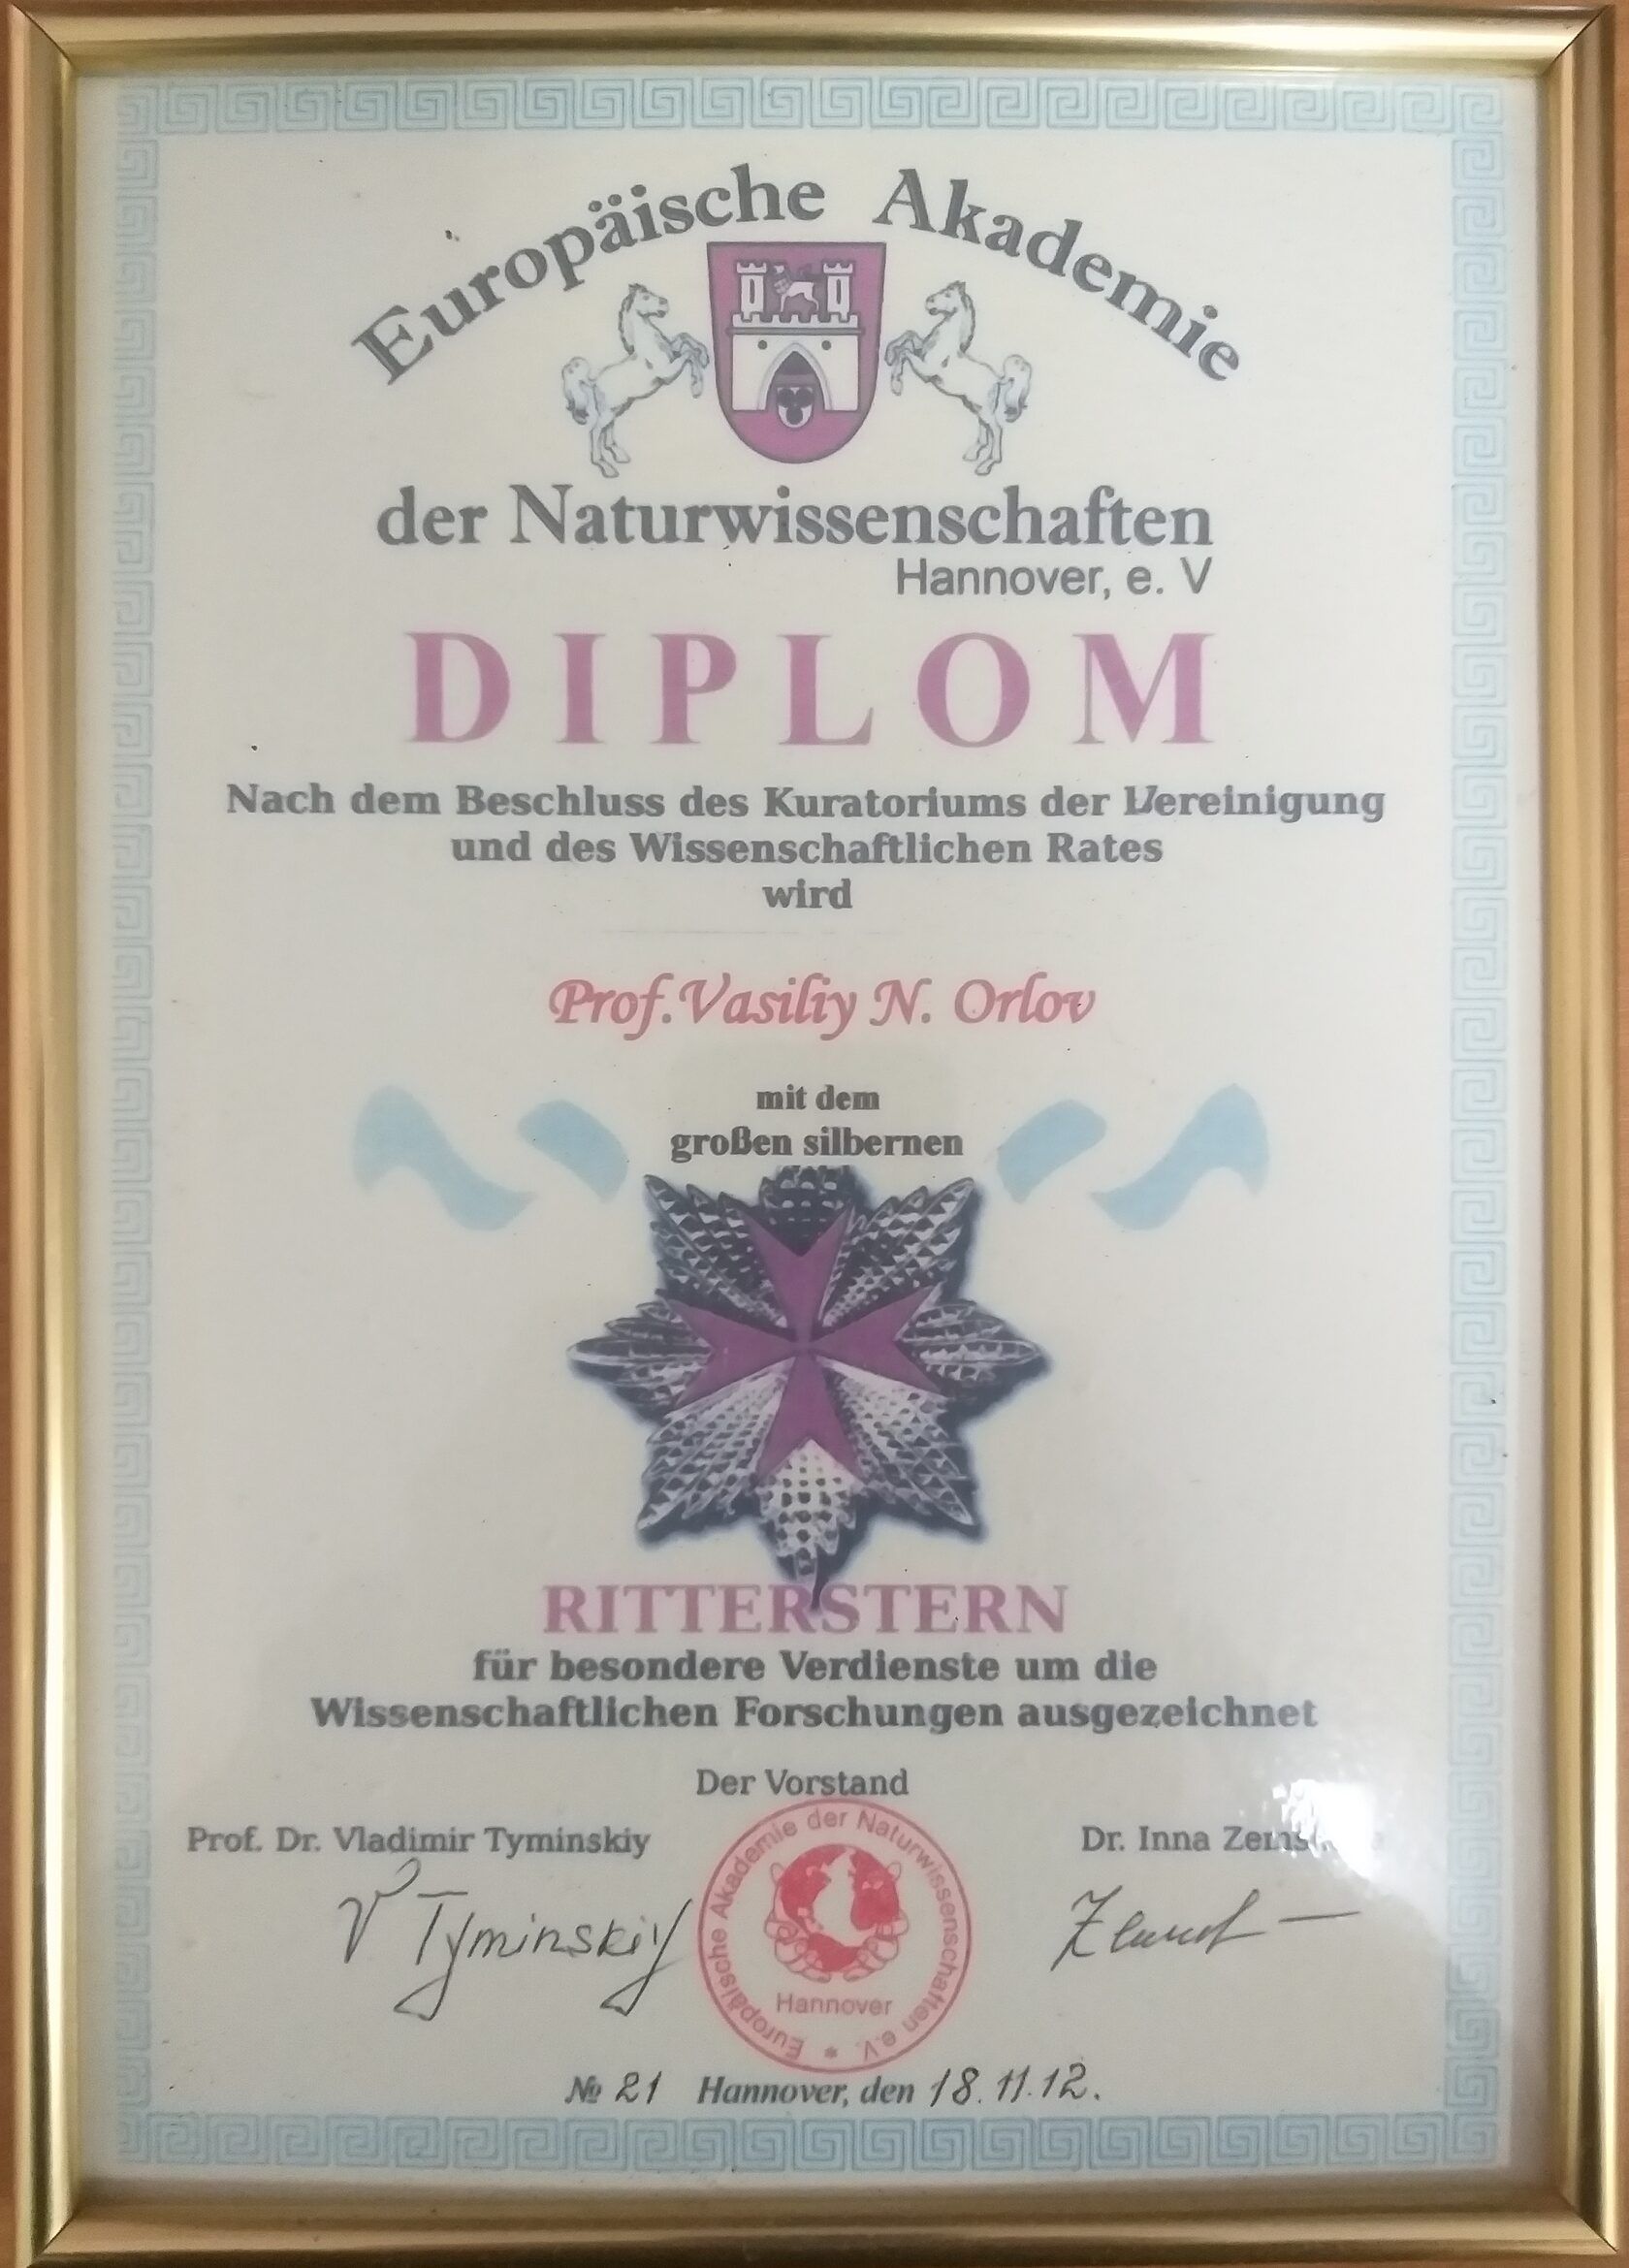 Europäische Akademie
der Naturwissenschaften
Hannover, e. V
DIPLOM
Nach dem Beschluss des Kuratoriums der Vereinigung
und des Wissenschaftlichen Rates
wird
Prof. Vasiliy N. Orlov
mit dem
großen silbernen
RITTERSTERN
für besondere Verdienste um die
Wissenschaftlichen Forschungen ausgezeichnet
Der Vorstand
Prof. Dr. Vladimir Tyminskiy
Dr. Inna
V Tyminskiy
Europäische Akademie der Naturwissenschaften e.V. *
Hannover
№ 21 Hannover, den 18.11.12.